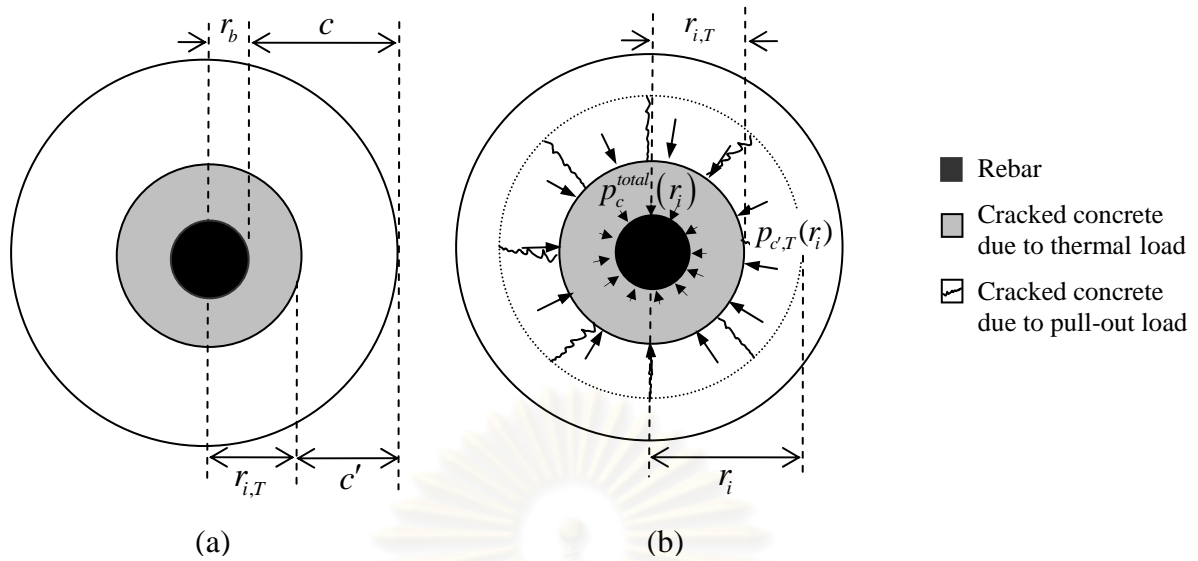 r_b
c
r_{i,T}
p_c^{total}(r_i)
p_{c',T}(r_i)
r_{i,T}
c'
r_i
(a)
(b)
Rebar
Cracked concrete
due to thermal load
Cracked concrete
due to pull-out load